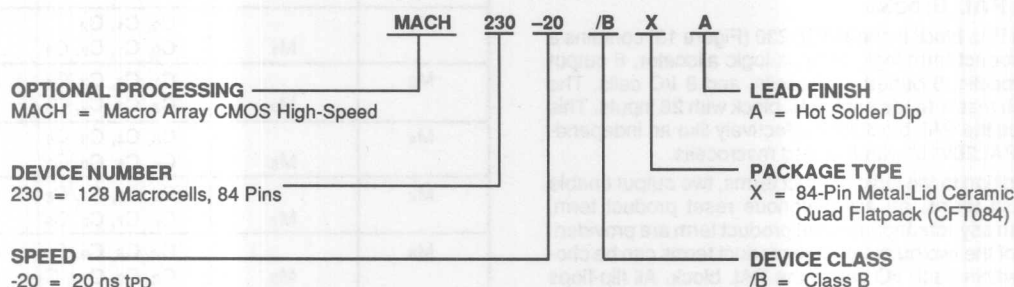 MACH 230 –20 /B X A
OPTIONAL PROCESSING
MACH = Macro Array CMOS High-Speed
DEVICE NUMBER
230 = 128 Macrocells, 84 Pins
SPEED
-20 = 20 ns tPD
LEAD FINISH
A = Hot Solder Dip
PACKAGE TYPE
X = 84-Pin Metal-Lid Ceramic
Quad Flatpack (CFT084)
DEVICE CLASS
/B = Class B